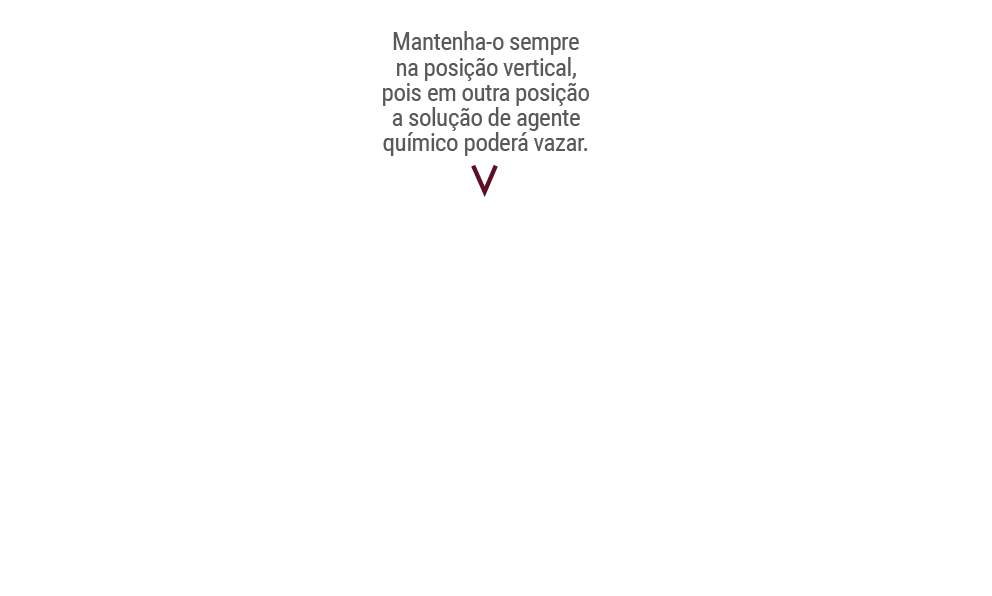 Mantenha-o sempre
na posição vertical,
pois em outra posição
a solução de agente
químico poderá vazar.